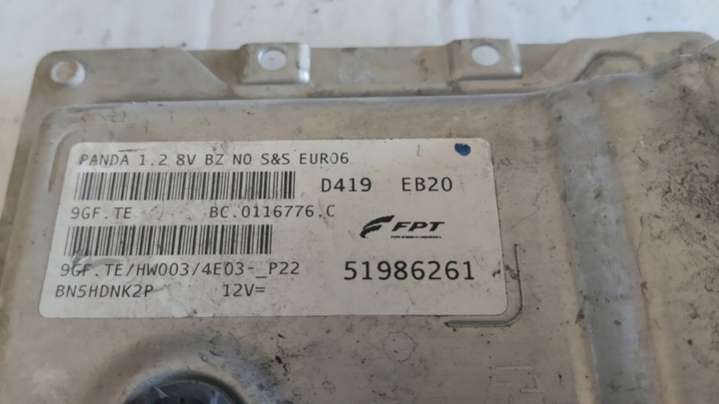 PANDA 1.2 8V BZ NO S&S EURO6
D419 EB20
9GF.TE BC.0116776.C
FPT
9GF.TE/HW003/4E03-_P22
51986261
BN5HDNK2P 12V=